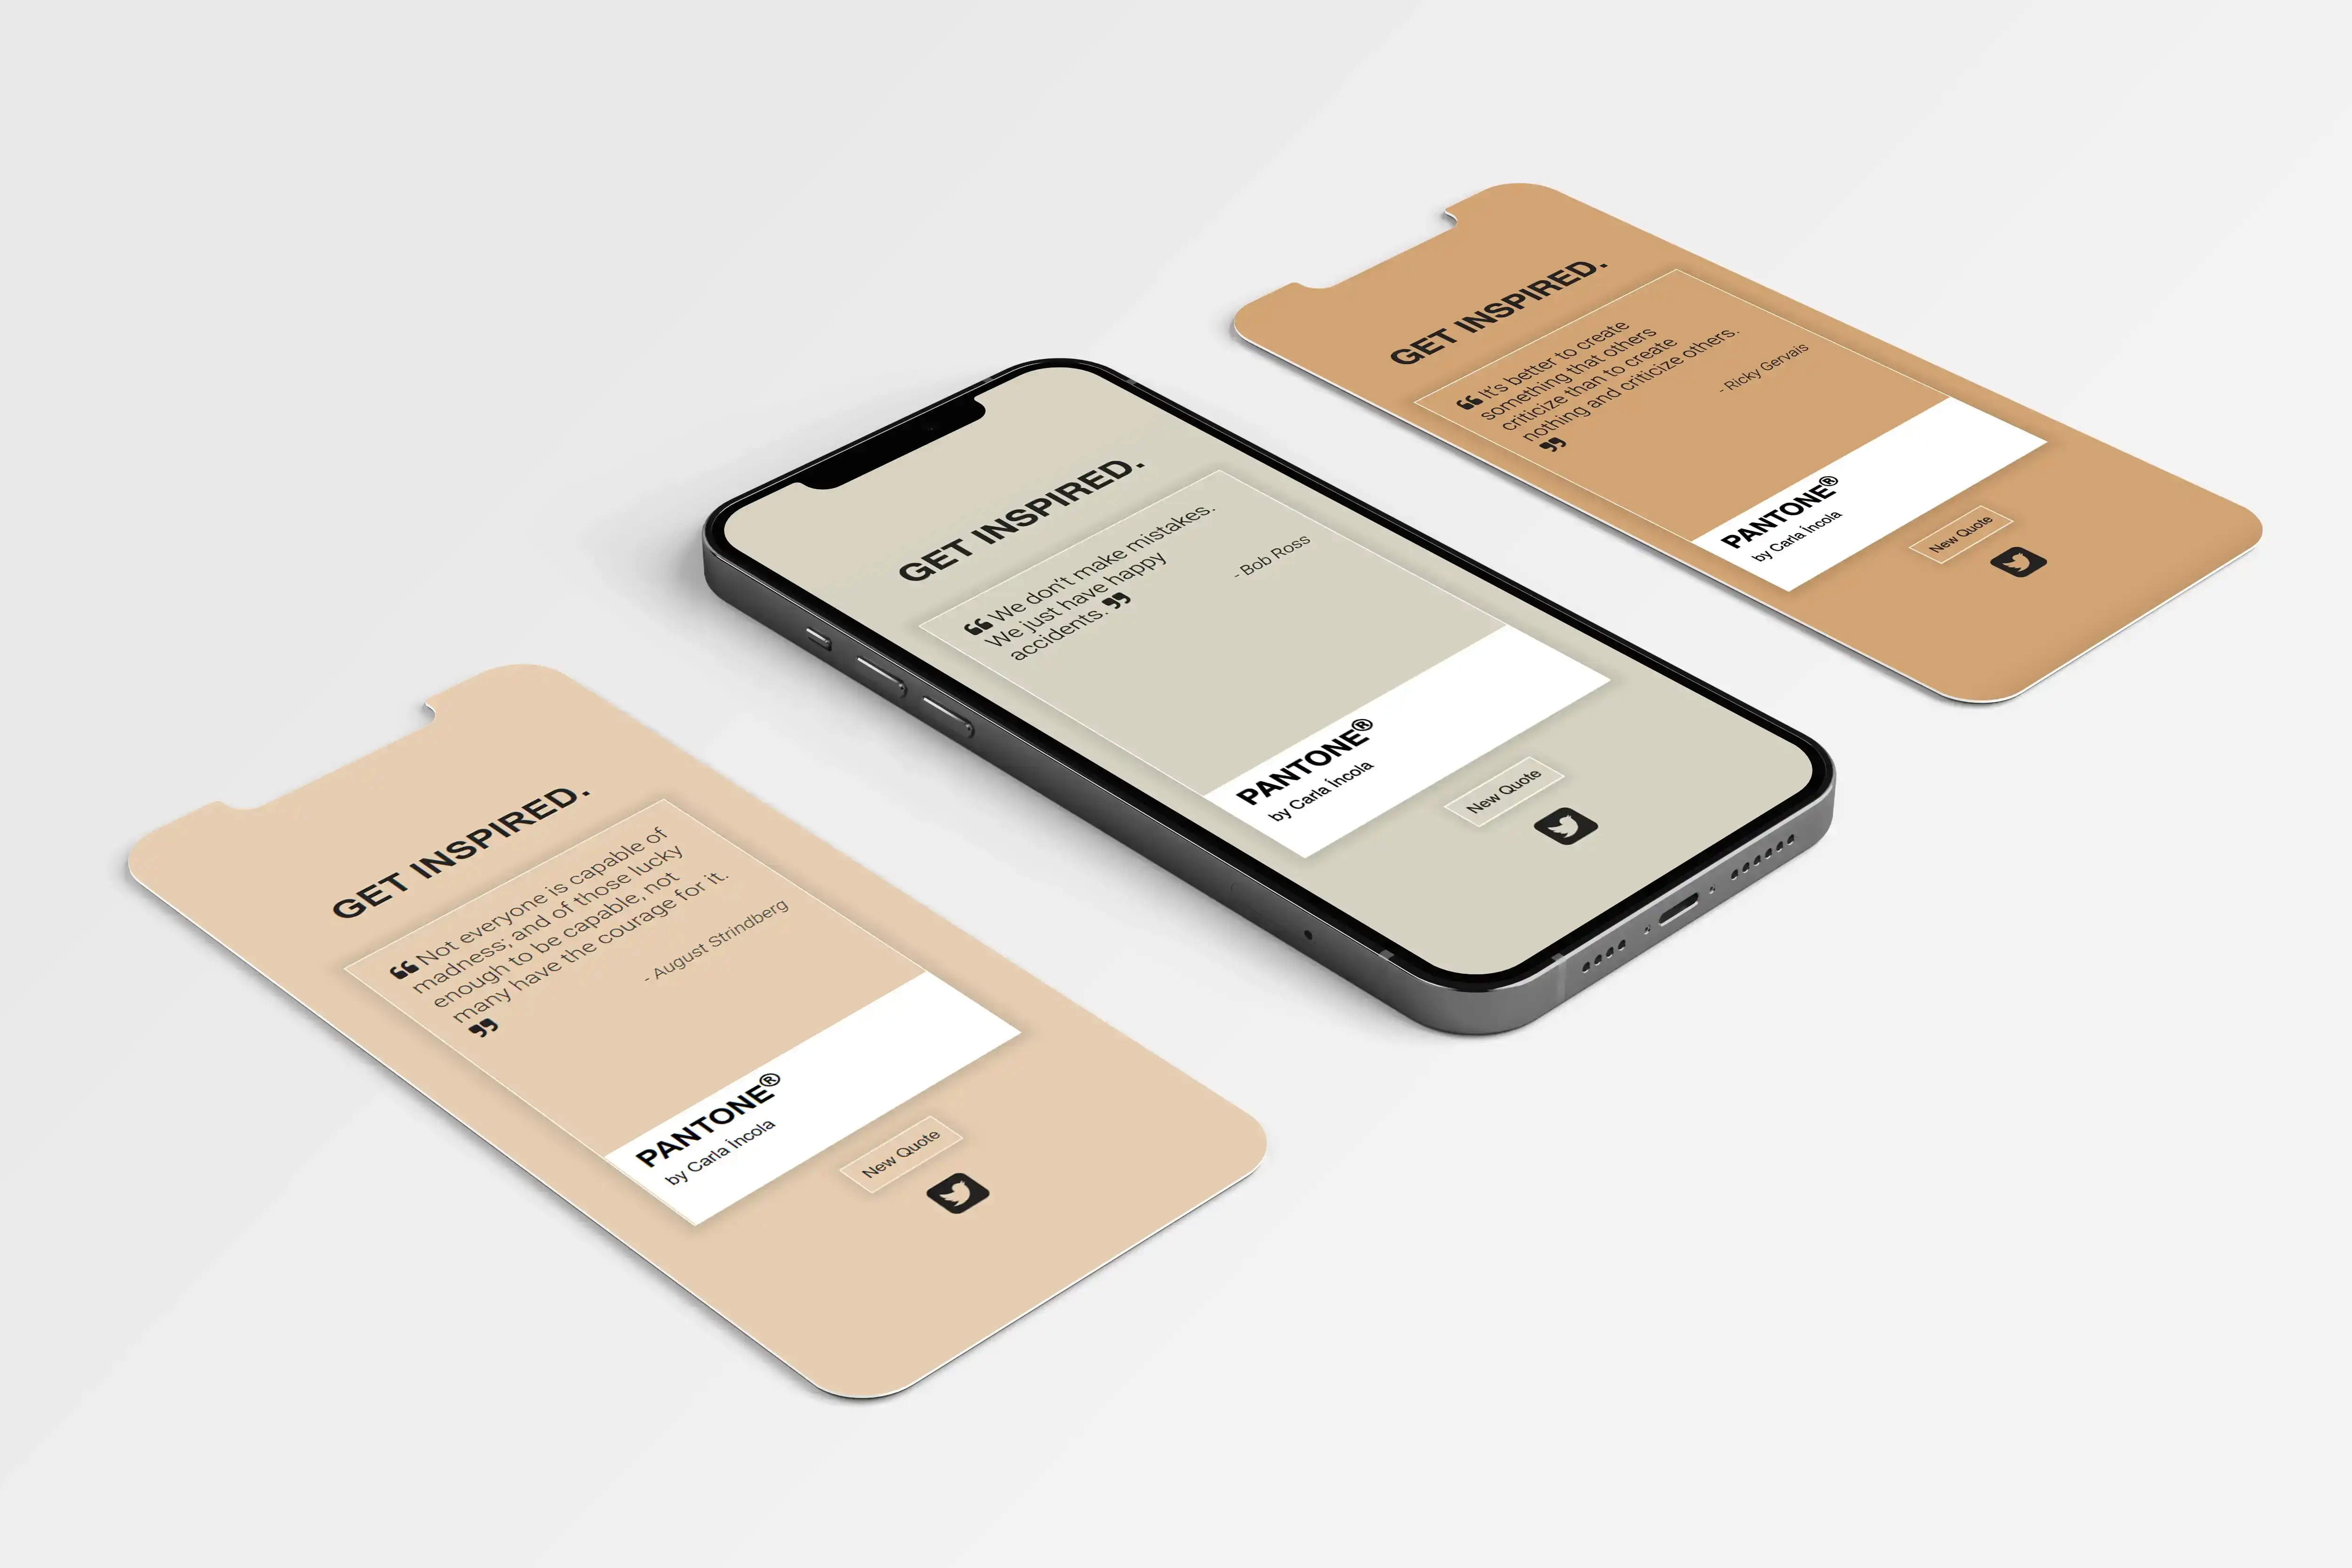 GET INSPIRED.
❝ Not everyone is capable of
madness; and of those lucky
enough to be capable, not
many have the courage for it.
❞
- August Strindberg
PANTONE®
by Carla Íncola
New Quote
GET INSPIRED.
❝ We don't make mistakes.
We just have happy
accidents. ❞
- Bob Ross
PANTONE®
by Carla Íncola
New Quote
GET INSPIRED.
❝ It's better to create
something that others
criticize than to create
nothing and criticize others.
❞
- Ricky Gervais
PANTONE®
by Carla Íncola
New Quote